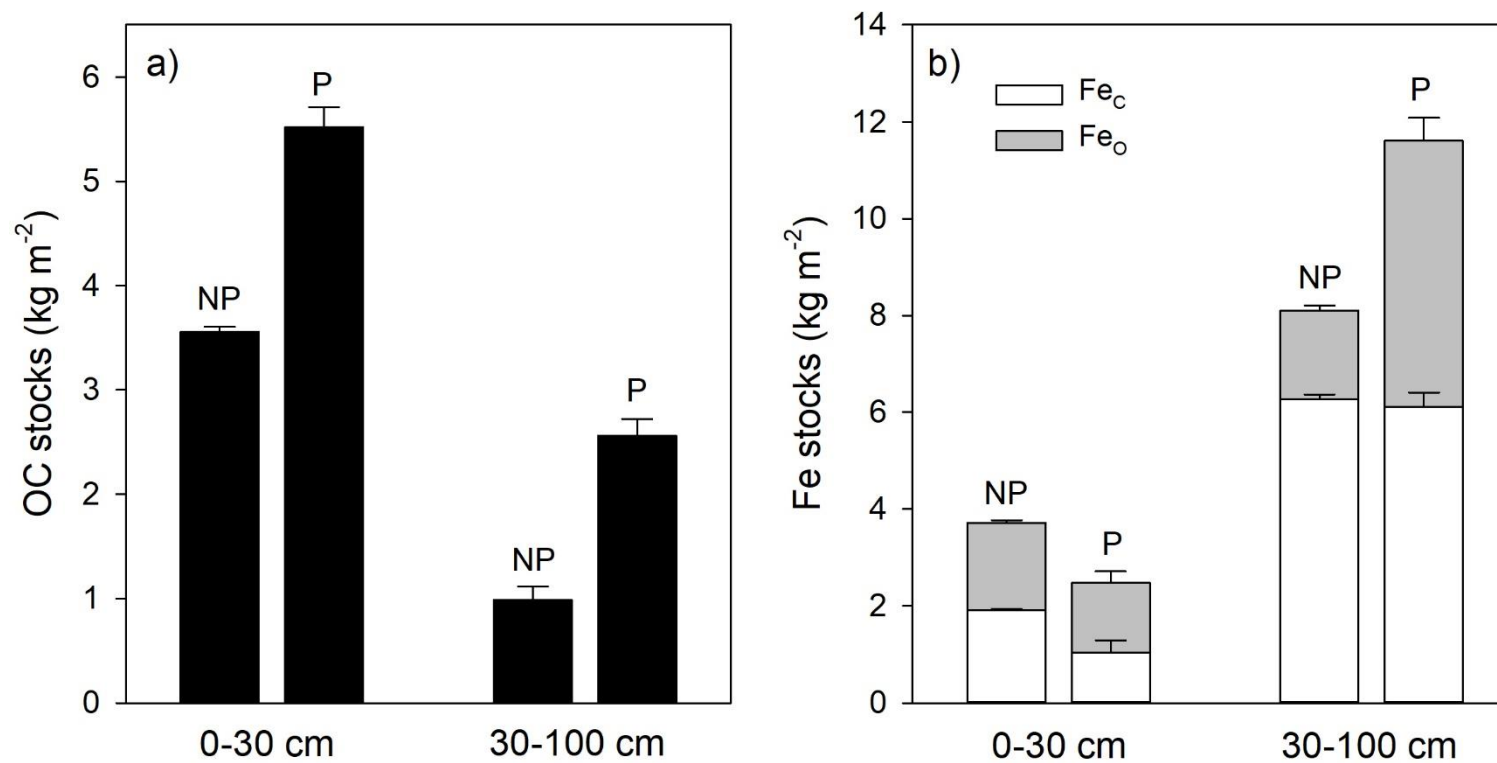 a)
OC stocks (kg m-2)
6
5
4
3
2
1
0
NP
P
NP
P
0-30 cm
30-100 cm
b)
Fe stocks (kg m-2)
14
12
10
8
6
4
2
0
FeC
FeO
NP
P
NP
P
0-30 cm
30-100 cm